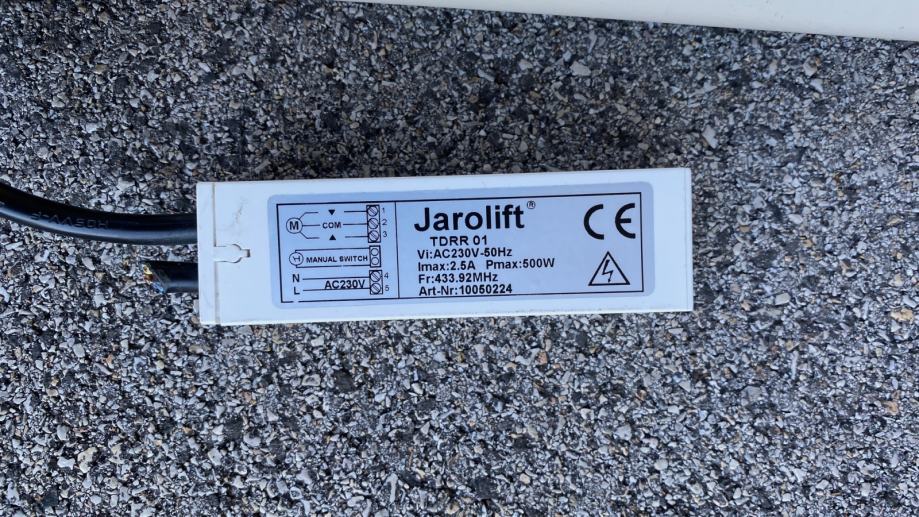 M COM 1
2
3
MANUAL SWITCH
N 4
L AC230V 5
Jarolift®
TDRR 01
Vi:AC230V-50Hz
Imax:2.5A Pmax:500W
Fr:433.92MHz
Art-Nr:10050224
CE